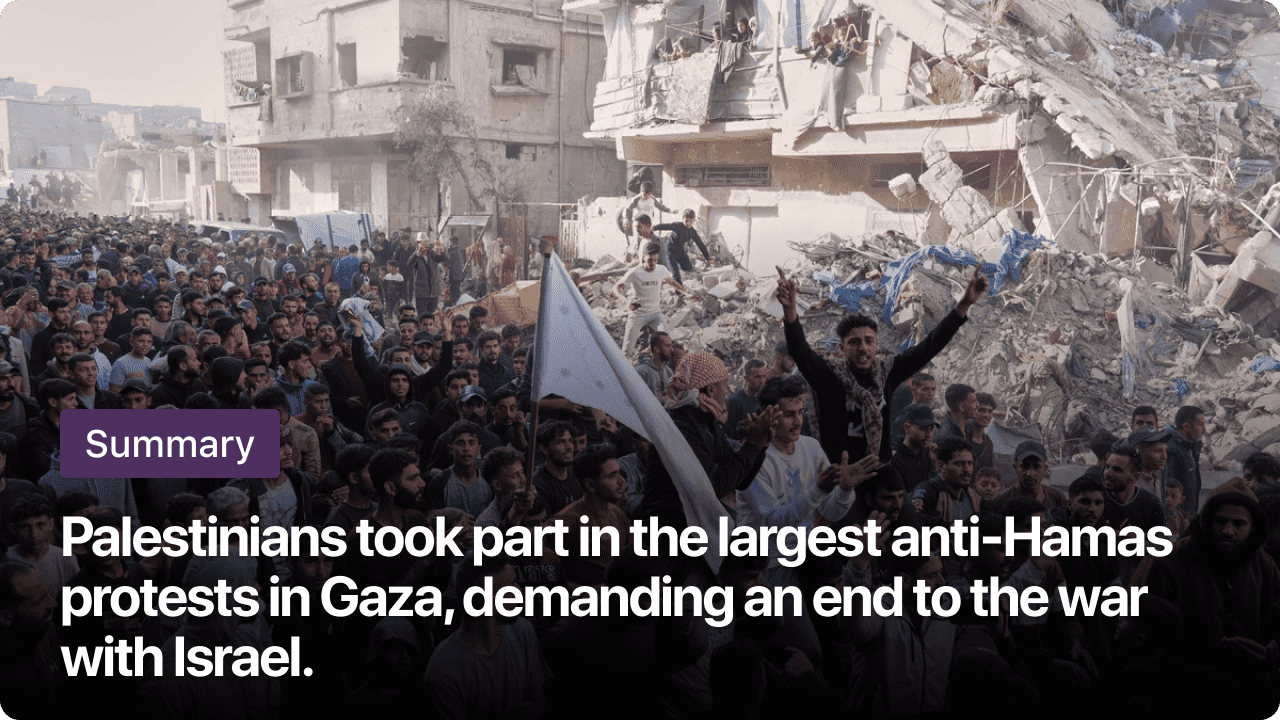 Summary
Palestinians took part in the largest anti-Hamas
protests in Gaza, demanding an end to the war
with Israel.